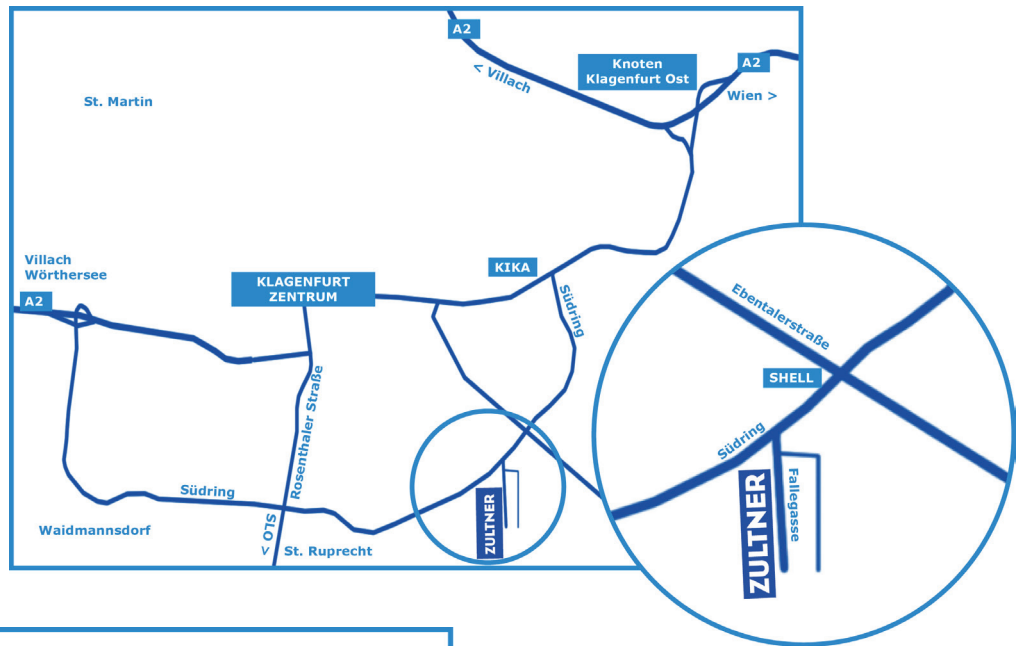 A2
Knoten
Klagenfurt Ost
A2
< Villach
Wien >
St. Martin
Villach
Wörthersee
A2
KLAGENFURT
ZENTRUM
KIKA
Südring
Ebentalerstraße
SHELL
Rosenthaler Straße
Südring
Südring
Fallegasse
ZULTNER
ZULTNER
Waidmannsdorf
SLO >
St. Ruprecht